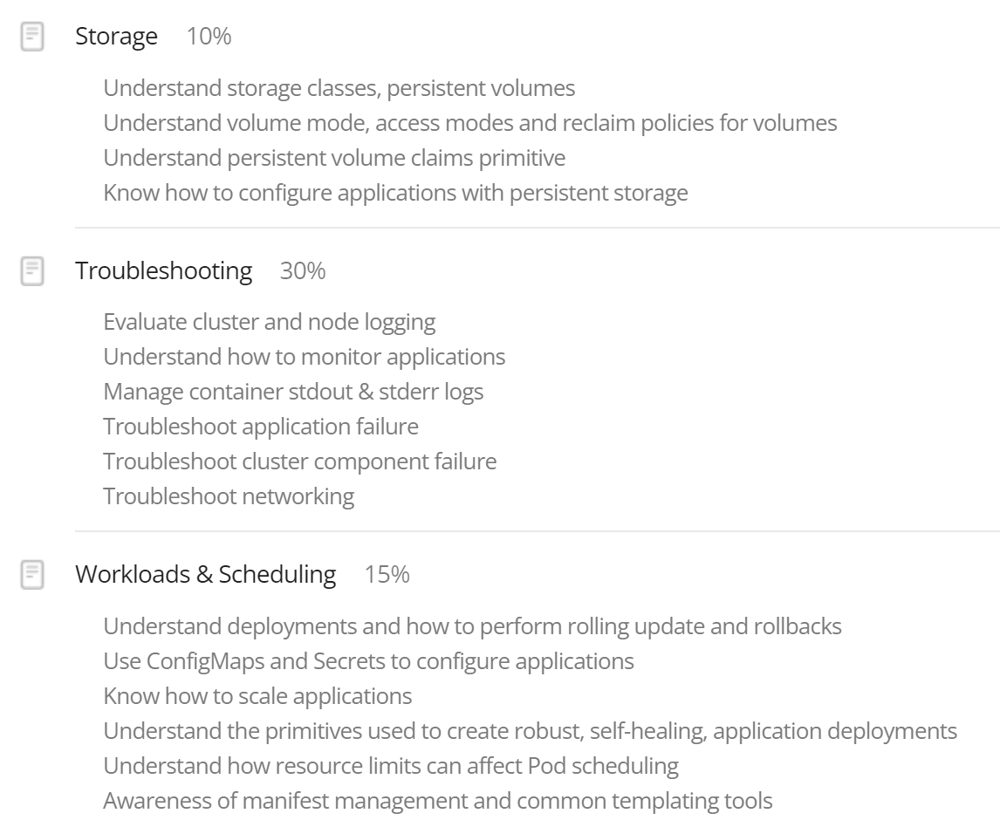 Storage 10%
Understand storage classes, persistent volumes
Understand volume mode, access modes and reclaim policies for volumes
Understand persistent volume claims primitive
Know how to configure applications with persistent storage
Troubleshooting 30%
Evaluate cluster and node logging
Understand how to monitor applications
Manage container stdout & stderr logs
Troubleshoot application failure
Troubleshoot cluster component failure
Troubleshoot networking
Workloads & Scheduling 15%
Understand deployments and how to perform rolling update and rollbacks
Use ConfigMaps and Secrets to configure applications
Know how to scale applications
Understand the primitives used to create robust, self-healing, application deployments
Understand how resource limits can affect Pod scheduling
Awareness of manifest management and common templating tools